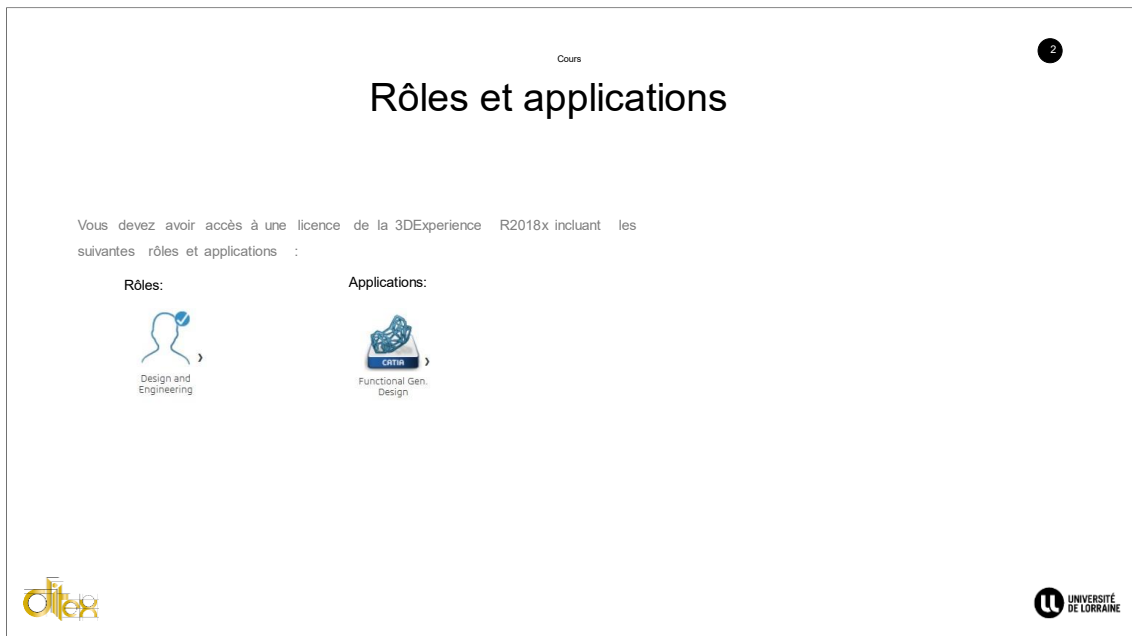 Cours
2
Rôles et applications
Vous devez avoir accès à une licence de la 3DExperience R2018x incluant les
suivantes rôles et applications :
Rôles:
Applications:
CATIA
Design and
Engineering
Functional Gen.
Design
ditex
UNIVERSITÉ
DE LORRAINE